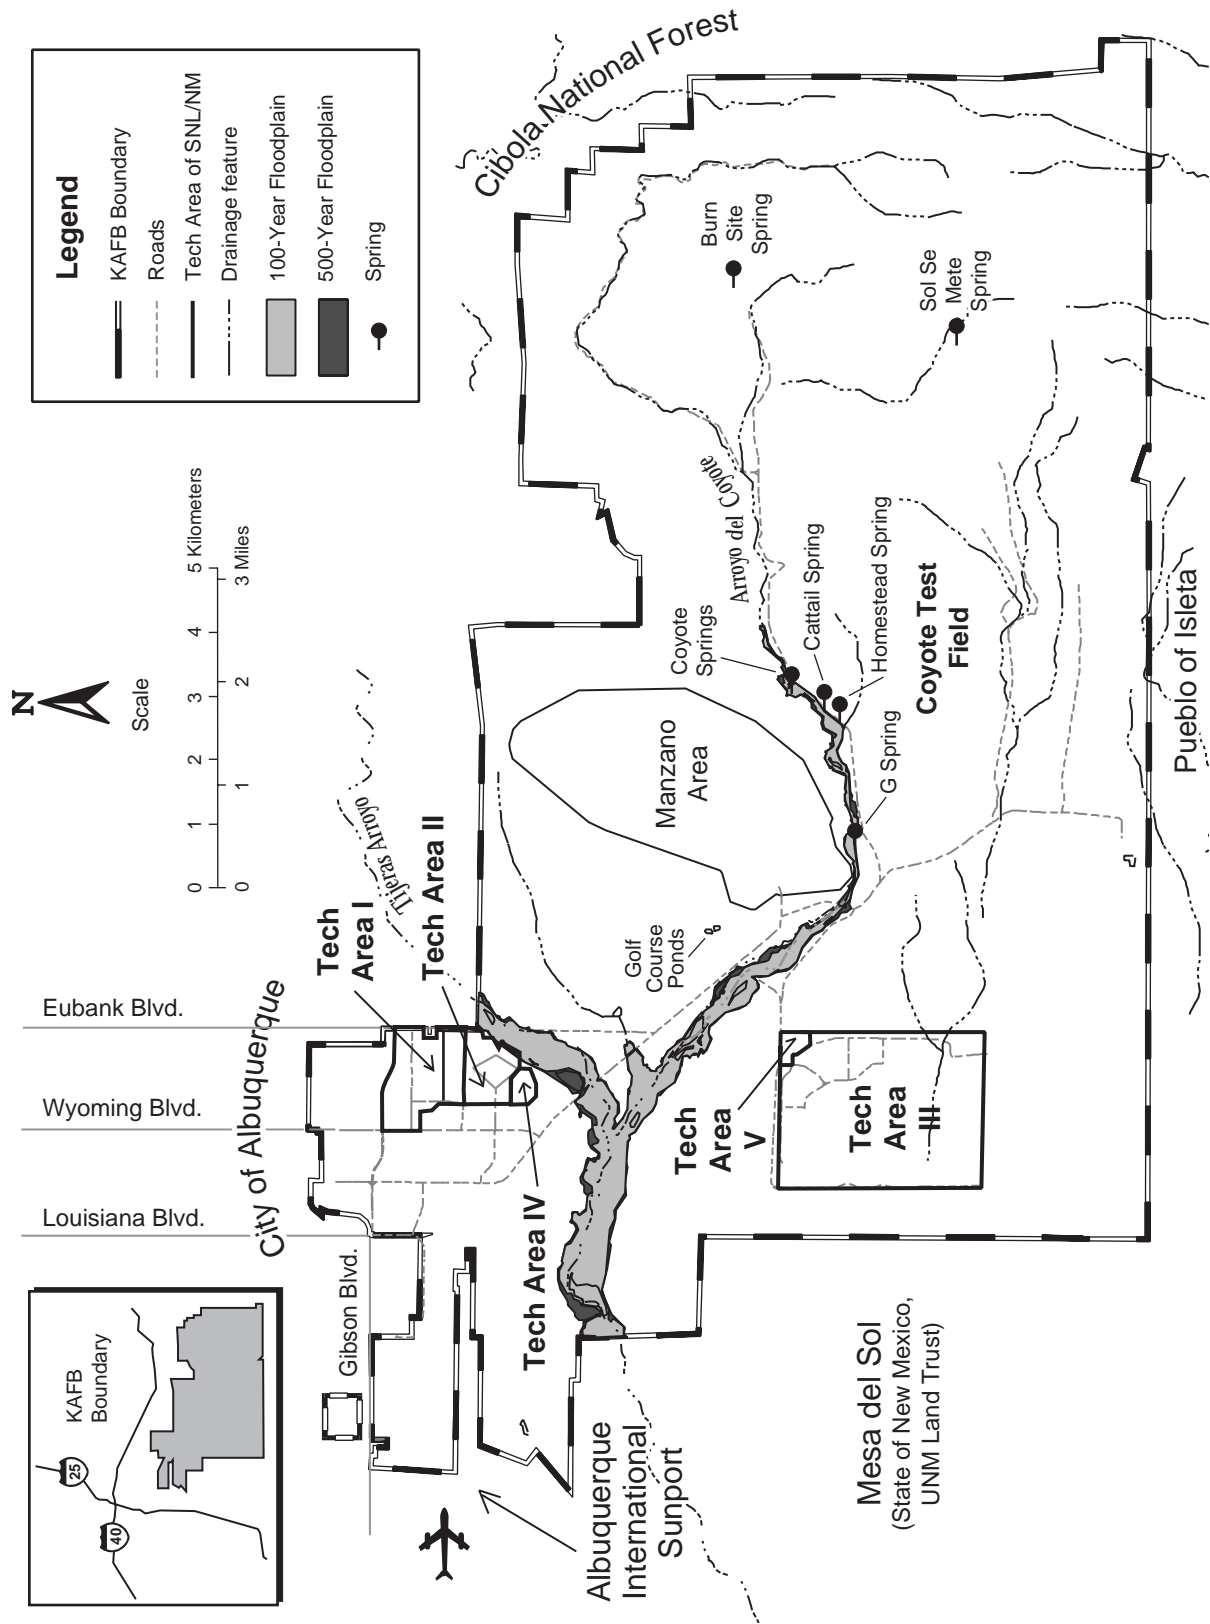 Legend
KAFB Boundary
Roads
Tech Area of SNL/NM
Drainage feature
100-Year Floodplain
500-Year Floodplain
Spring
N
Scale
0 1 2 3 4 5 Kilometers
0 1 2 3 Miles
KAFB
Boundary
25
40
Eubank Blvd.
Wyoming Blvd.
Louisiana Blvd.
Gibson Blvd.
City of Albuquerque
Cibola National Forest
Tijeras Arroyo
Tech
Area I
Tech Area II
Tech Area IV
Albuquerque
International
Sunport
Golf
Course
Ponds
Manzano
Area
Tech
Area
V
Tech
Area
III
Coyote
Springs
Arroyo del Coyote
Cattail Spring
Homestead Spring
G Spring
Coyote Test
Field
Burn
Site
Spring
Sol Se
Mete
Spring
Mesa del Sol
(State of New Mexico,
UNM Land Trust)
Pueblo of Isleta